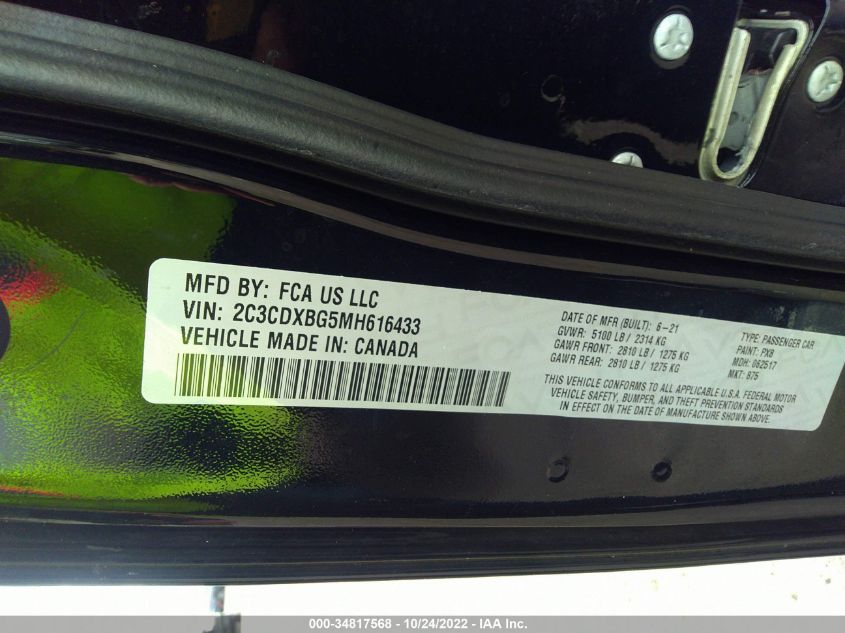 MFD BY: FCA US LLC
VIN: 2C3CDXBG5MH616433
VEHICLE MADE IN: CANADA
DATE OF MFR (BUILT): 6-21
GVWR: 5100 LB / 2314 KG
GAWR FRONT: 2810 LB / 1275 KG
GAWR REAR: 2810 LB / 1275 KG
TYPE: PASSENGER CAR
PAINT: PX8
MDH: 062517
MKT: 875
THIS VEHICLE CONFORMS TO ALL APPLICABLE U.S.A. FEDERAL MOTOR
VEHICLE SAFETY, BUMPER, AND THEFT PREVENTION STANDARDS
IN EFFECT ON THE DATE OF MANUFACTURE SHOWN ABOVE.
000-34817568 - 10/24/2022 - IAA Inc.